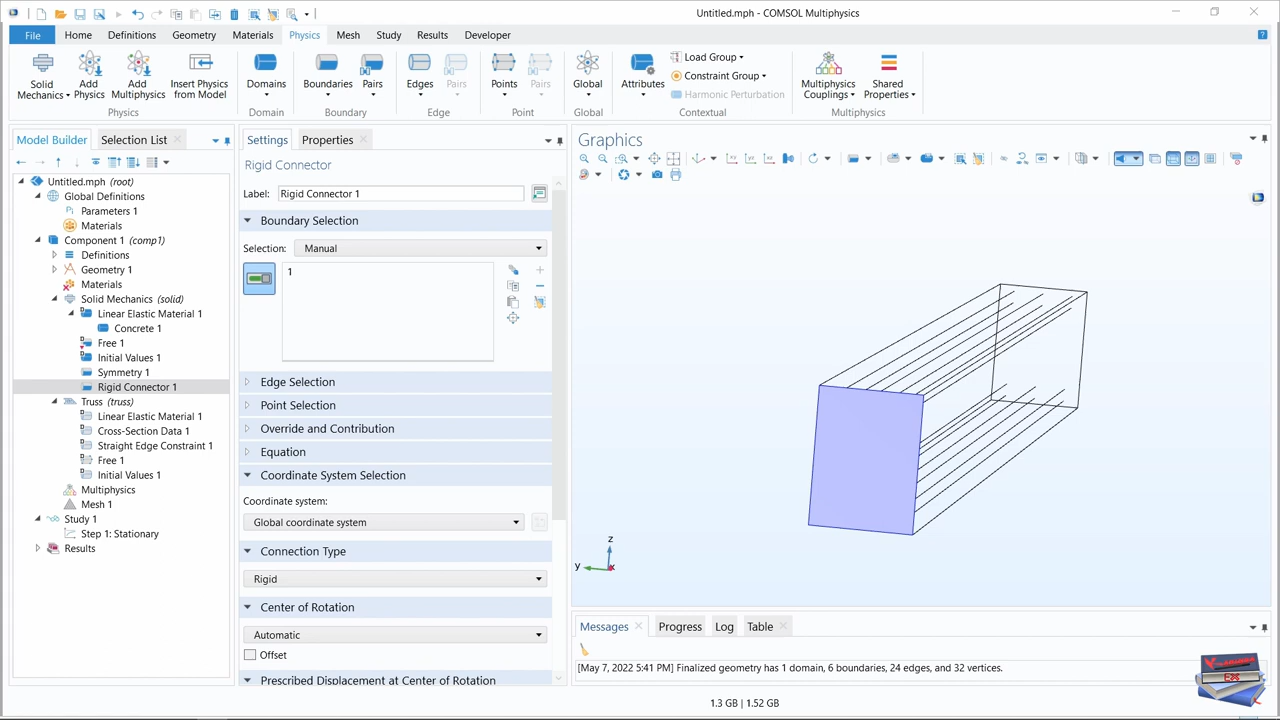 Untitled.mph - COMSOL Multiphysics
File Home Definitions Geometry Materials Physics Mesh Study Results Developer
Solid Mechanics
Add Physics
Add Multiphysics
Insert Physics from Model
Physics
Domains
Domain
Boundaries
Pairs
Boundary
Edges
Pairs
Edge
Points
Pairs
Point
Global
Global
Attributes
Load Group
Constraint Group
Harmonic Perturbation
Contextual
Multiphysics Couplings
Shared Properties
Multiphysics
Model Builder Selection List
Untitled.mph (root)
Global Definitions
Parameters 1
Materials
Component 1 (comp1)
Definitions
Geometry 1
Materials
Solid Mechanics (solid)
Linear Elastic Material 1
Concrete 1
Free 1
Initial Values 1
Symmetry 1
Rigid Connector 1
Truss (truss)
Linear Elastic Material 1
Cross-Section Data 1
Straight Edge Constraint 1
Free 1
Initial Values 1
Multiphysics
Mesh 1
Study 1
Step 1: Stationary
Results
Settings Properties
Rigid Connector
Label: Rigid Connector 1
Boundary Selection
Selection: Manual
1
Edge Selection
Point Selection
Override and Contribution
Equation
Coordinate System Selection
Coordinate system:
Global coordinate system
Connection Type
Rigid
Center of Rotation
Automatic
Offset
Prescribed Displacement at Center of Rotation
Graphics
z
y
x
Messages Progress Log Table
[May 7, 2022 5:41 PM] Finalized geometry has 1 domain, 6 boundaries, 24 edges, and 32 vertices.
1.3 GB | 1.52 GB